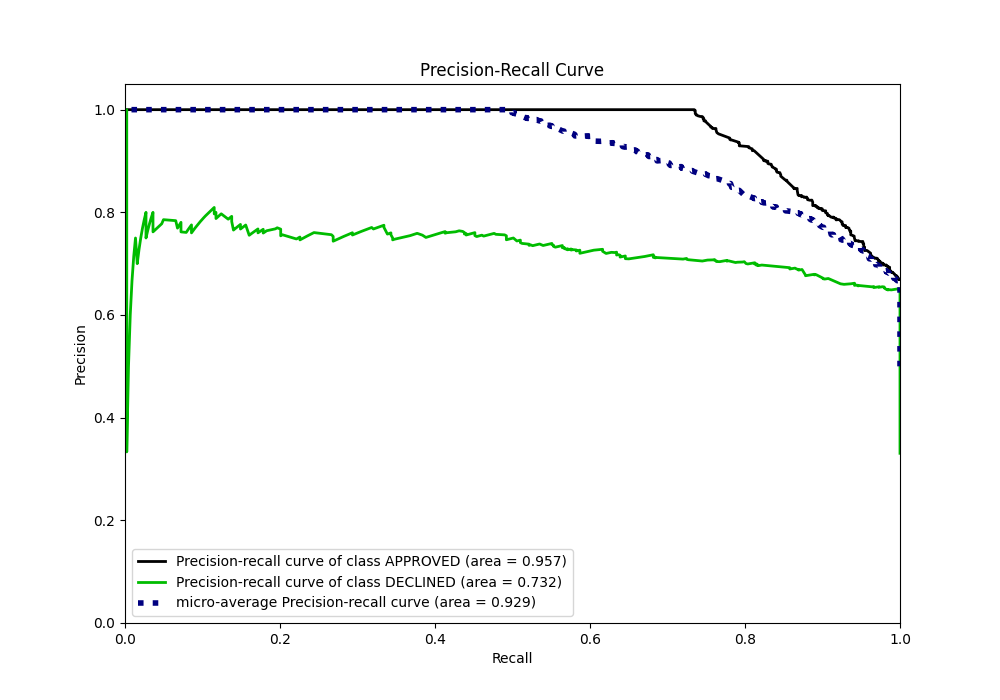 Precision-Recall Curve
1.0
0.8
0.6
0.4
0.2
0.0
Precision
Precision-recall curve of class APPROVED (area = 0.957)
Precision-recall curve of class DECLINED (area = 0.732)
micro-average Precision-recall curve (area = 0.929)
0.0 0.2 0.4 0.6 0.8 1.0
Recall